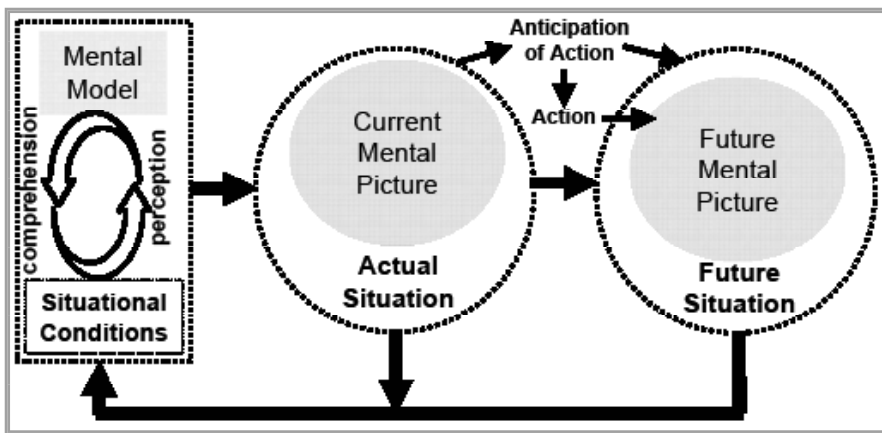 Mental
Model
comprehension
perception
Situational
Conditions
Current
Mental
Picture
Actual
Situation
Anticipation
of Action
Action
Future
Mental
Picture
Future
Situation